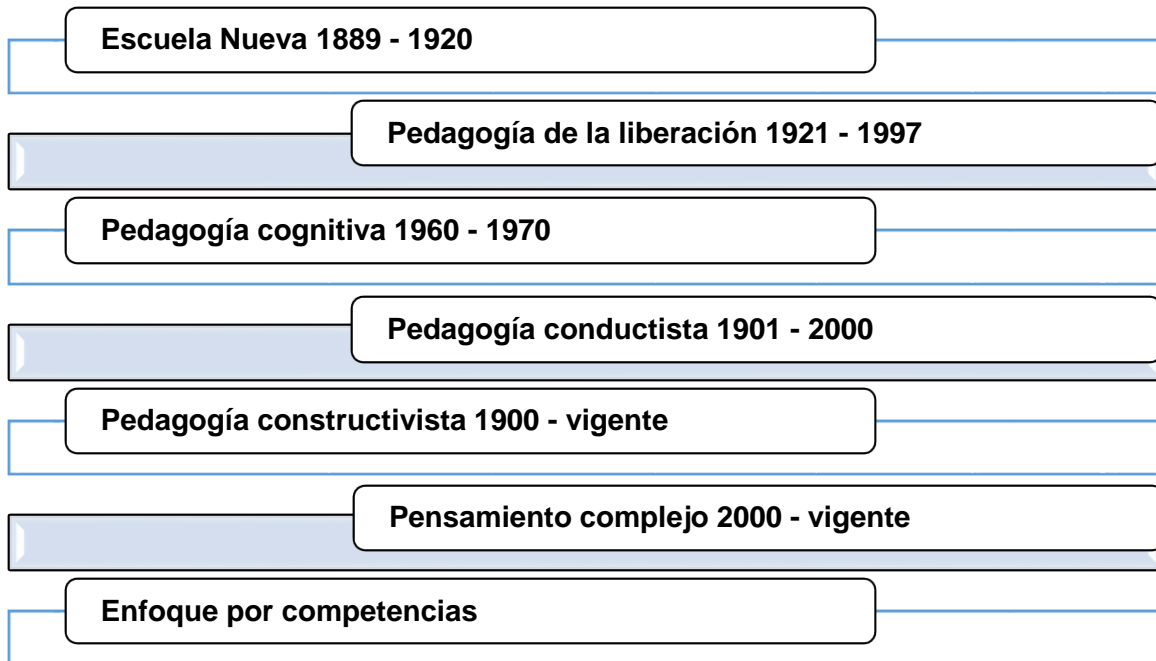 Escuela Nueva 1889 - 1920
Pedagogía de la liberación 1921 - 1997
Pedagogía cognitiva 1960 - 1970
Pedagogía conductista 1901 - 2000
Pedagogía constructivista 1900 - vigente
Pensamiento complejo 2000 - vigente
Enfoque por competencias